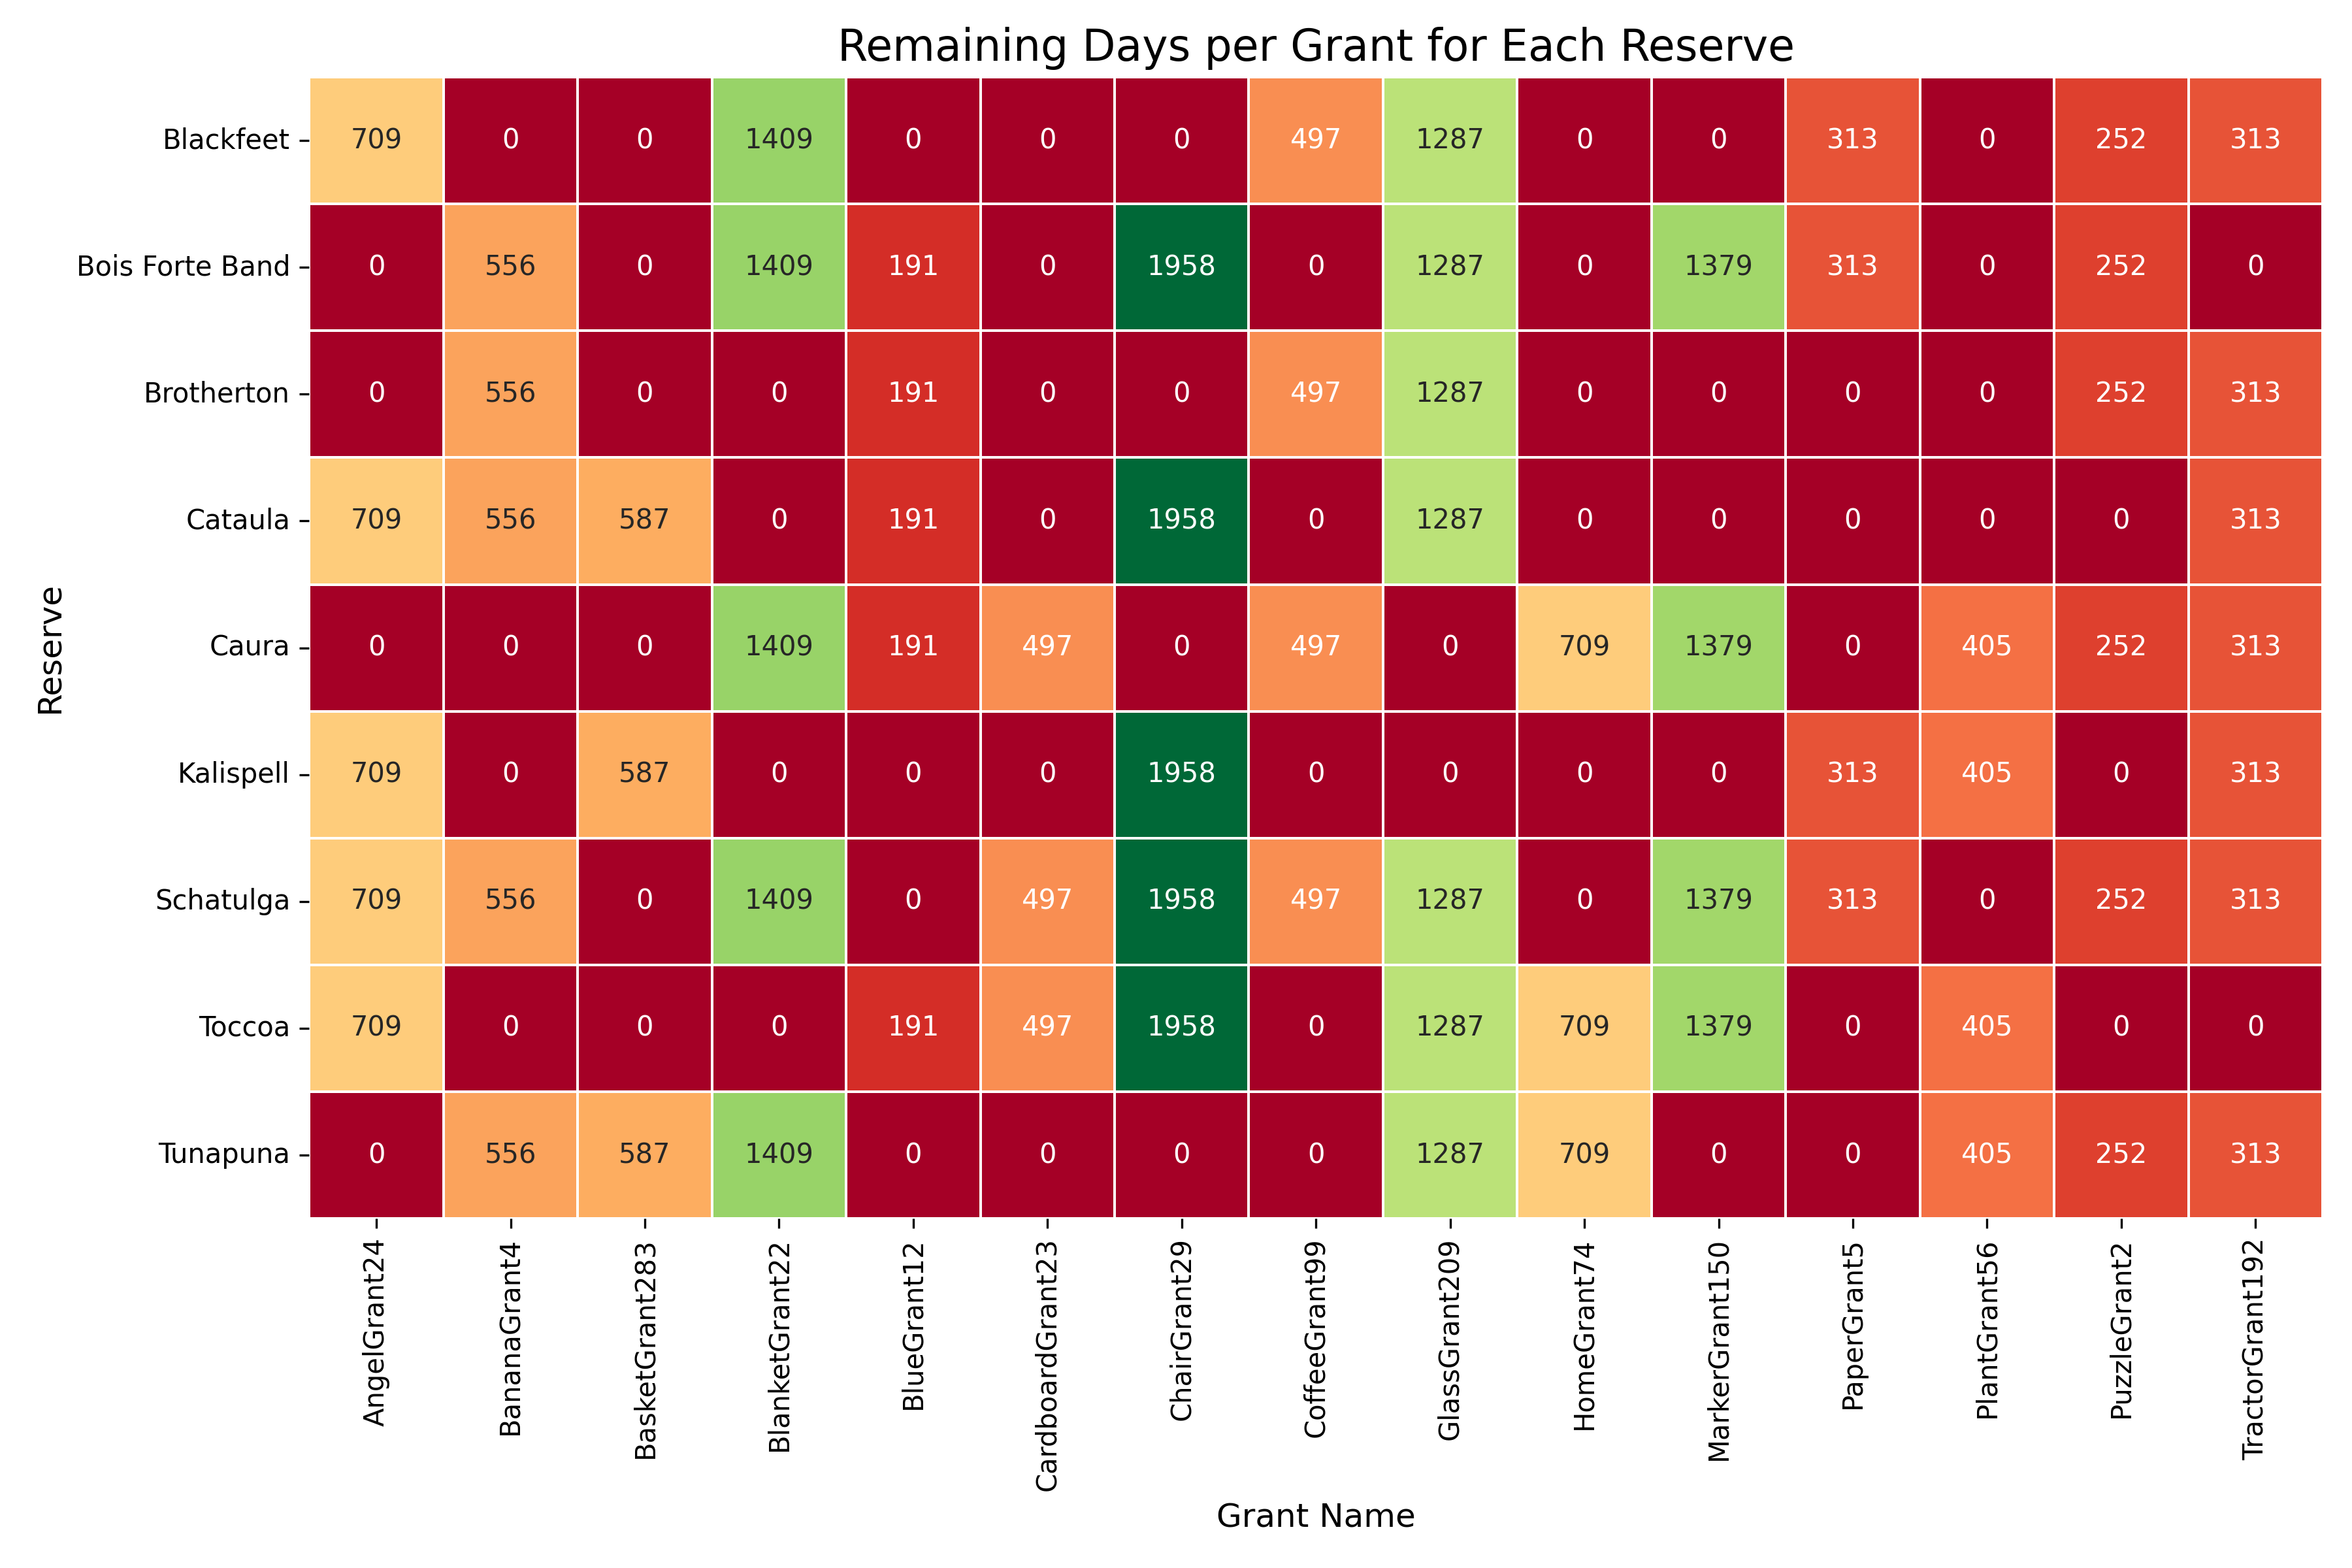 Remaining Days per Grant for Each Reserve
Reserve
Blackfeet 709 0 0 1409 0 0 0 497 1287 0 0 313 0 252 313
Bois Forte Band 0 556 0 1409 191 0 1958 0 1287 0 1379 313 0 252 0
Brotherton 0 556 0 0 191 0 0 497 1287 0 0 0 0 252 313
Cataula 709 556 587 0 191 0 1958 0 1287 0 0 0 0 0 313
Caura 0 0 0 1409 191 497 0 497 0 709 1379 0 405 252 313
Kalispell 709 0 587 0 0 0 1958 0 0 0 0 313 405 0 313
Schatulga 709 556 0 1409 0 497 1958 497 1287 0 1379 313 0 252 313
Toccoa 709 0 0 0 191 497 1958 0 1287 709 1379 0 405 0 0
Tunapuna 0 556 587 1409 0 0 0 0 1287 709 0 0 405 252 313
AngelGrant24
BananaGrant4
BasketGrant283
BlanketGrant22
BlueGrant12
CardboardGrant23
ChairGrant29
CoffeeGrant99
GlassGrant209
HomeGrant74
MarkerGrant150
PaperGrant5
PlantGrant56
PuzzleGrant2
TractorGrant192
Grant Name